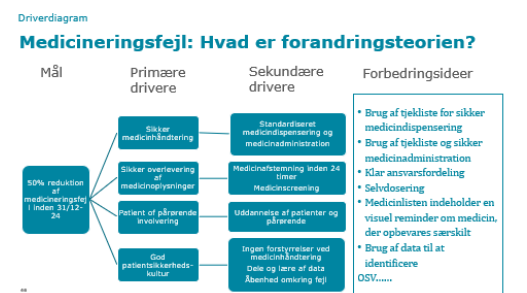 Driverdiagram
Medicineringsfejl: Hvad er forandringsteorien?
Mål
Primære
drivere
Sekundære
drivere
Forbedringsideer
50% reduktion
af
medicineringsfej
l inden 31/12-
24
Sikker
medicinhåndtering
Sikker overlevering
af
medicinoplysninger
Patient of pårørende
involvering
God
patientsikkerheds-
kultur
Standardiseret
medicindispensering og
medicinadministration
Medicinafstemning inden 24
timer
Medicinscreening
Uddannelse af patienter og
pårørende
Ingen forstyrrelser ved
medicinhåndtering
Dele og lære af data
Åbenhed omkring fejl
• Brug af tjekliste for sikker
medicindispensering
• Brug af tjekliste og sikker
medicinadministration
• Klar ansvarsfordeling
• Selvdosering
• Medicinlisten indeholder en
visuel reminder om medicin,
der opbevares særskilt
• Brug af data til at
identificere
OSV......